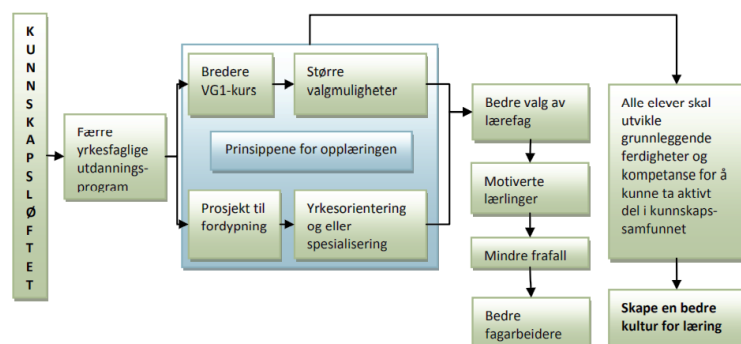 KUNNSKAPSLØFTET
Færre
yrkesfaglige
utdannings-
program
Bredere
VG1-kurs
Større
valgmuligheter
Prinsippene for opplæringen
Prosjekt til
fordypning
Yrkesorientering
og eller
spesialisering
Bedre valg av
lærefag
Motiverte
lærlinger
Mindre frafall
Bedre
fagarbeidere
Alle elever skal
utvikle
grunnleggende
ferdigheter og
kompetanse for å
kunne ta aktivt
del i kunnskaps-
samfunnet
Skape en bedre
kultur for læring